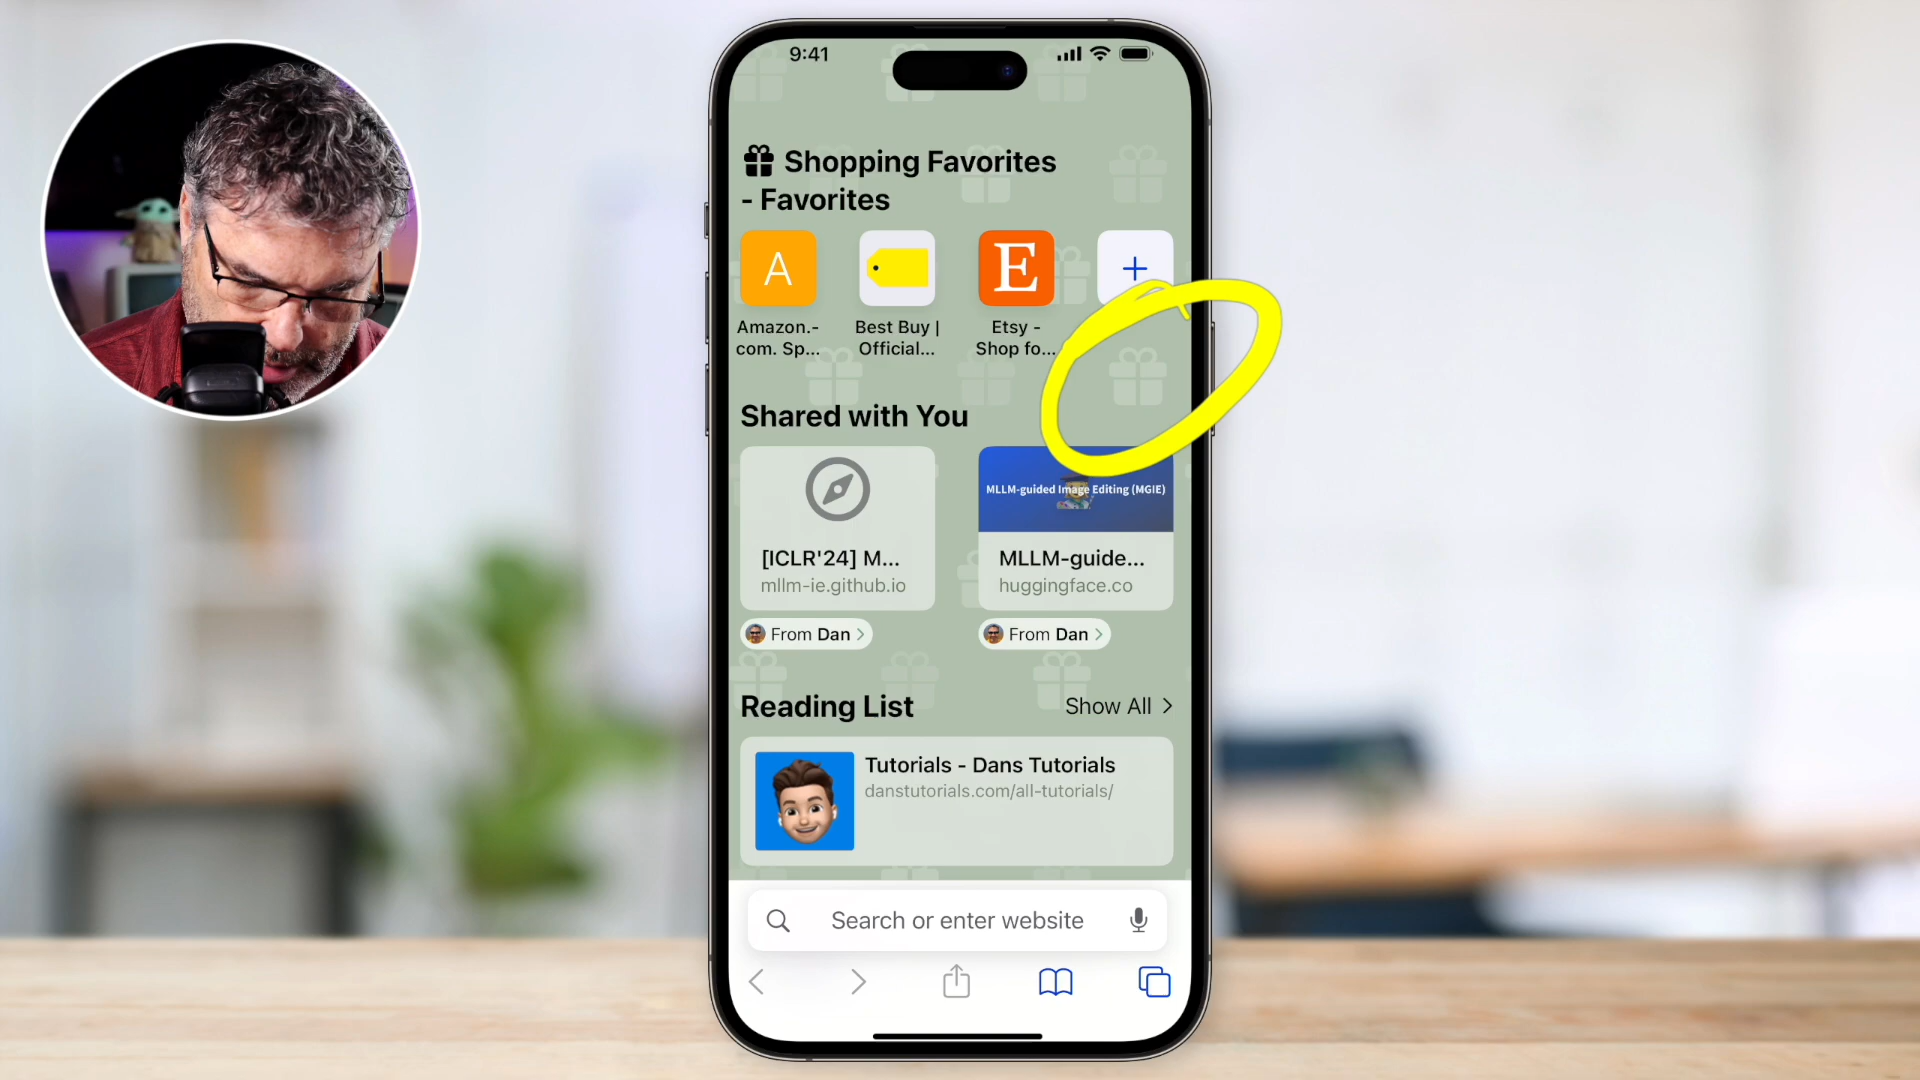 9:41
Shopping Favorites
- Favorites
A
E
+
Amazon.-
com. Sp...
Best Buy |
Official...
Etsy -
Shop fo...
Shared with You
[ICLR'24] M...
mllm-ie.github.io
MLLM-guided Image Editing (MGIE)
MLLM-guide...
huggingface.co
From Dan >
From Dan >
Reading List
Show All >
Tutorials - Dans Tutorials
danstutorials.com/all-tutorials/
Search or enter website